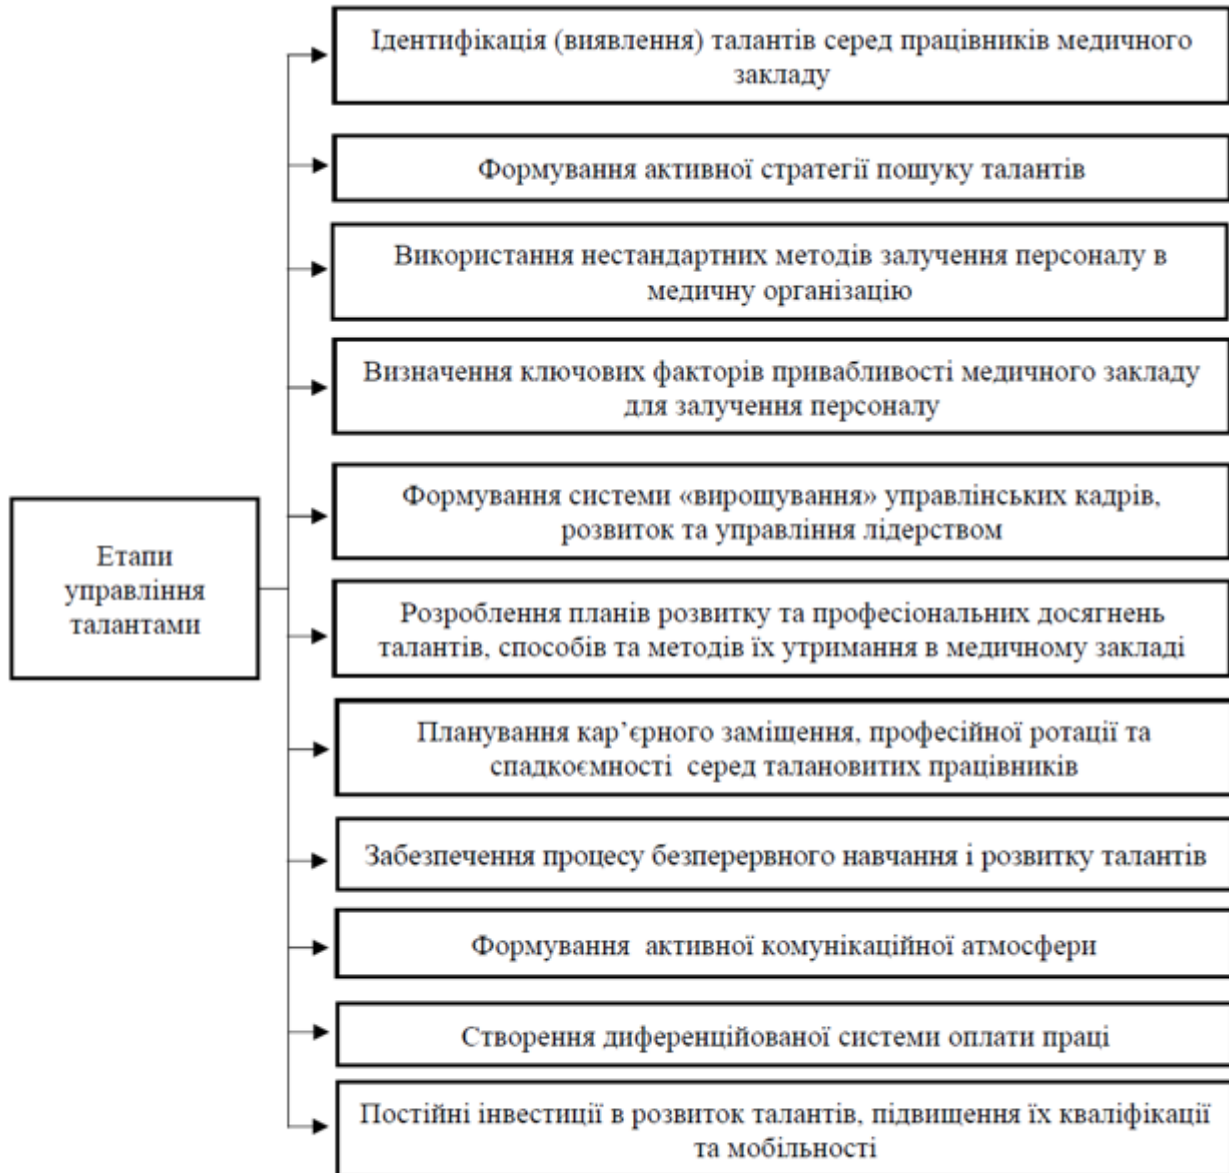 Ідентифікація (виявлення) талантів серед працівників медичного
закладу
Формування активної стратегії пошуку талантів
Використання нестандартних методів залучення персоналу в
медичну організацію
Визначення ключових факторів привабливості медичного закладу
для залучення персоналу
Формування системи «вирощування» управлінських кадрів,
розвиток та управління лідерством
Етапи
управління
талантами
Розроблення планів розвитку та професіональних досягнень
талантів, способів та методів їх утримання в медичному закладі
Планування кар’єрного заміщення, професійної ротації та
спадкоємності серед талановитих працівників
Забезпечення процесу безперервного навчання і розвитку талантів
Формування активної комунікаційної атмосфери
Створення диференційованої системи оплати праці
Постійні інвестиції в розвиток талантів, підвищення їх кваліфікації
та мобільності